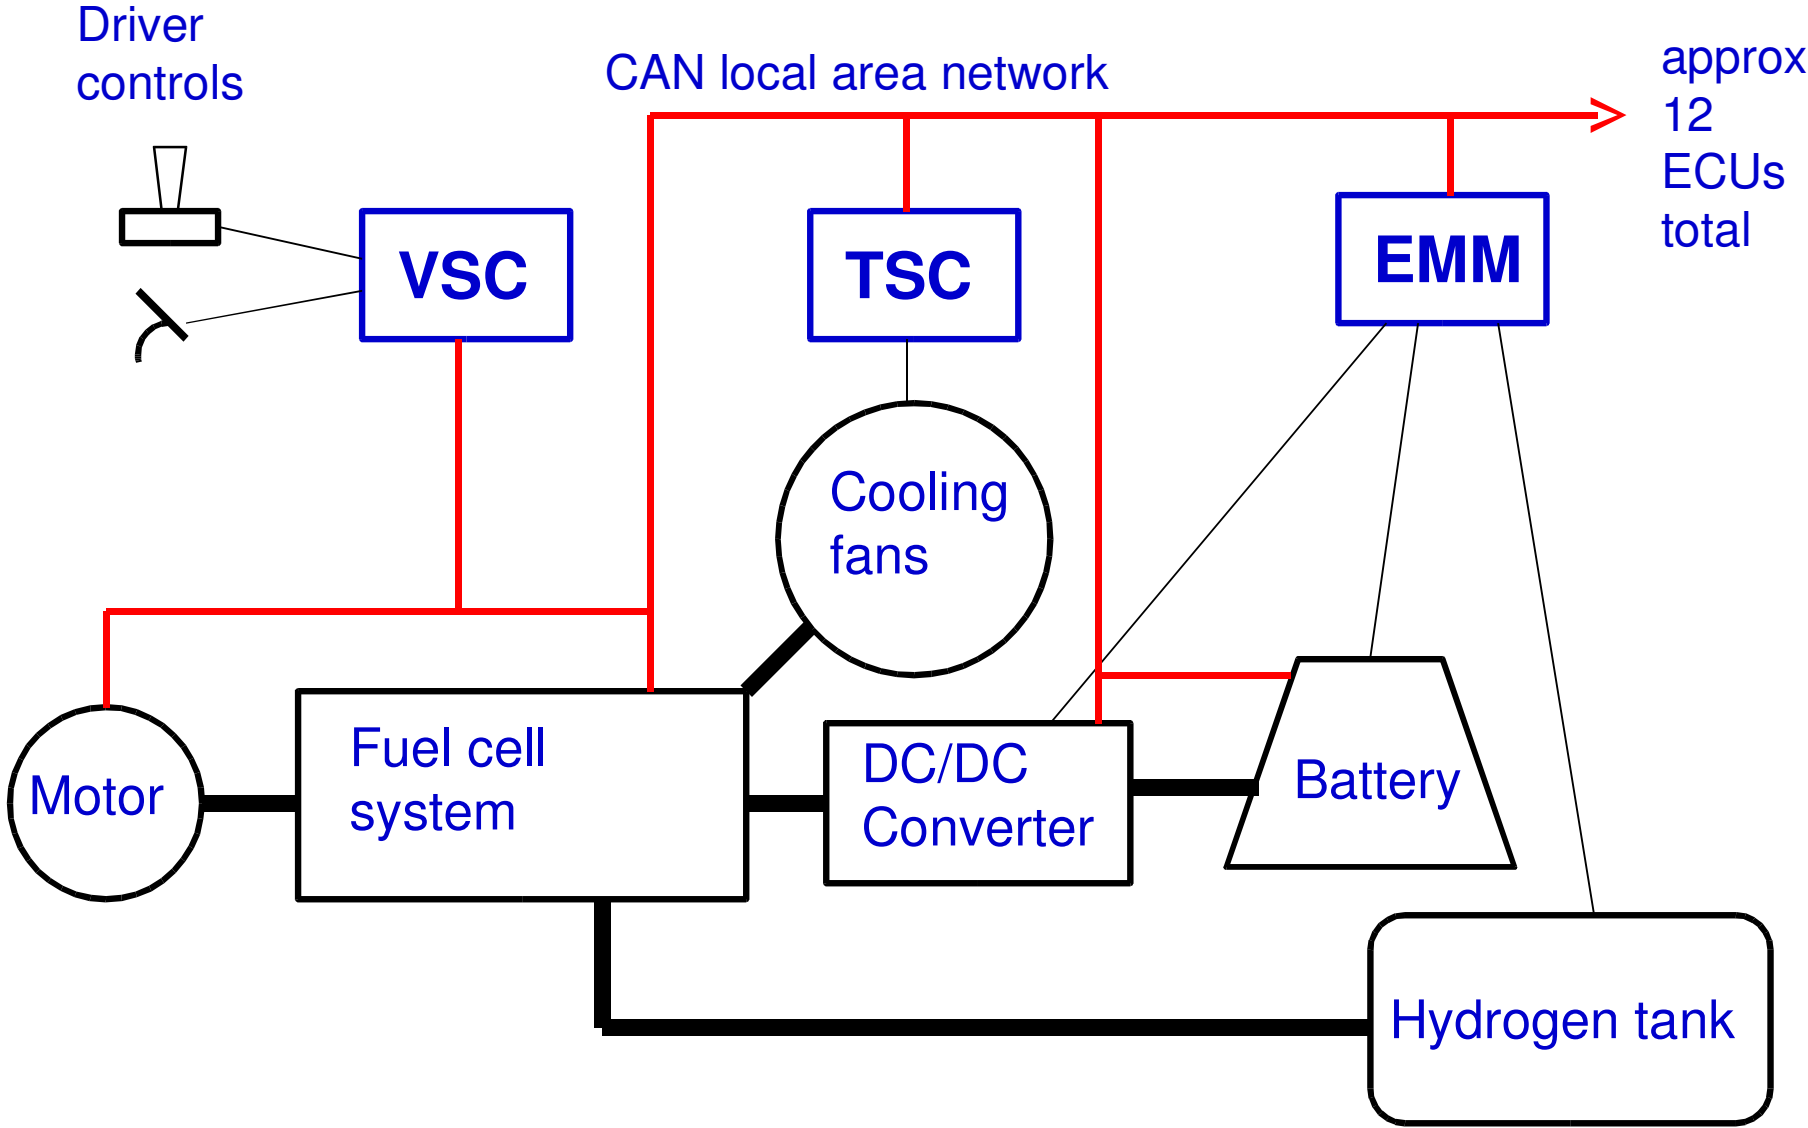 Driver
controls
CAN local area network
approx
12
ECUs
total
VSC
TSC
EMM
Cooling
fans
Motor
Fuel cell
system
DC/DC
Converter
Battery
Hydrogen tank